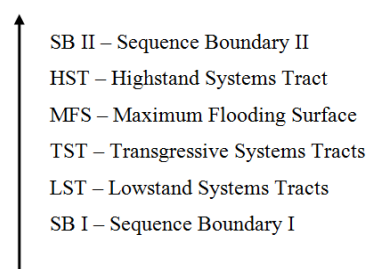 SB II – Sequence Boundary II
HST – Highstand Systems Tract
MFS – Maximum Flooding Surface
TST – Transgressive Systems Tracts
LST – Lowstand Systems Tracts
SB I – Sequence Boundary I